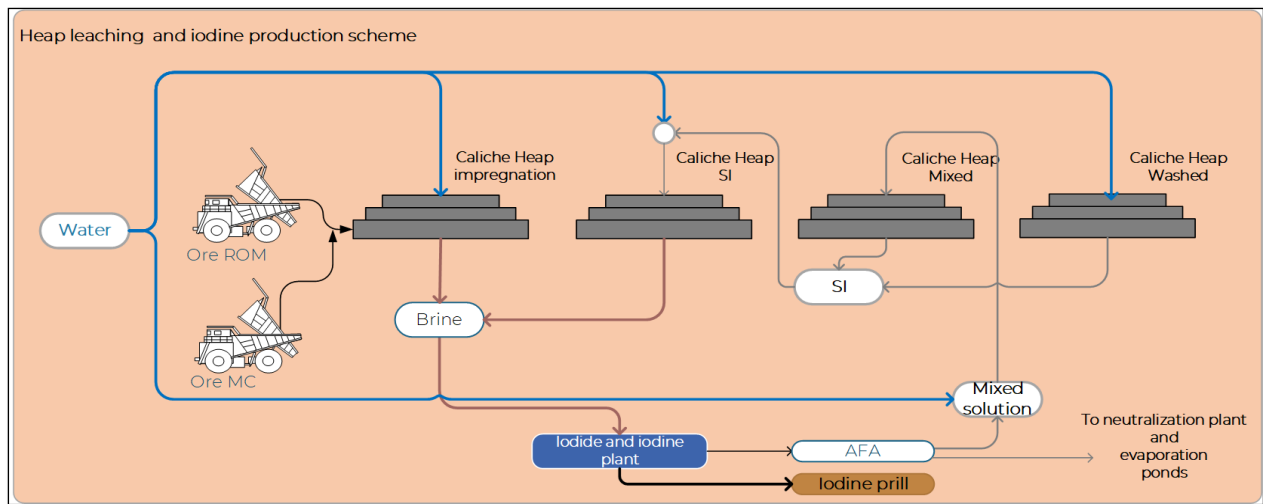 Heap leaching and iodine production scheme
Caliche Heap
impregnation
Caliche Heap
SI
Caliche Heap
Mixed
Caliche Heap
Washed
Water
Ore ROM
SI
Brine
Ore MC
Mixed
solution
To neutralization plant
and
evaporation
ponds
Iodide and iodine
plant
AFA
Iodine prill